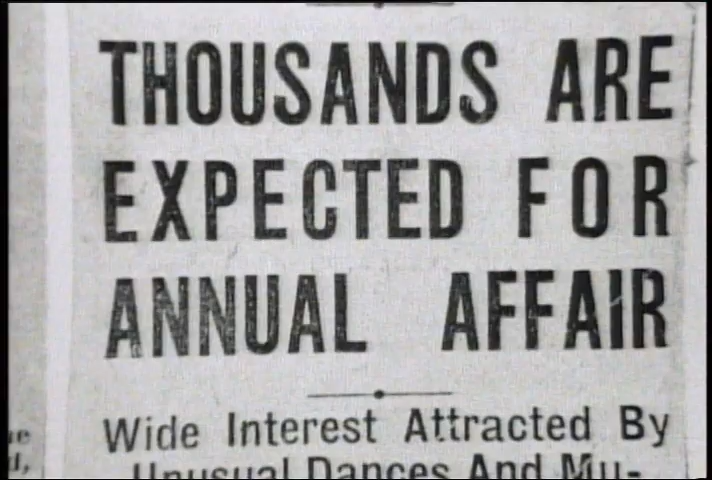 THOUSANDS ARE
EXPECTED FOR
ANNUAL AFFAIR
Wide Interest Attracted By
Unusual Dances And Mu-